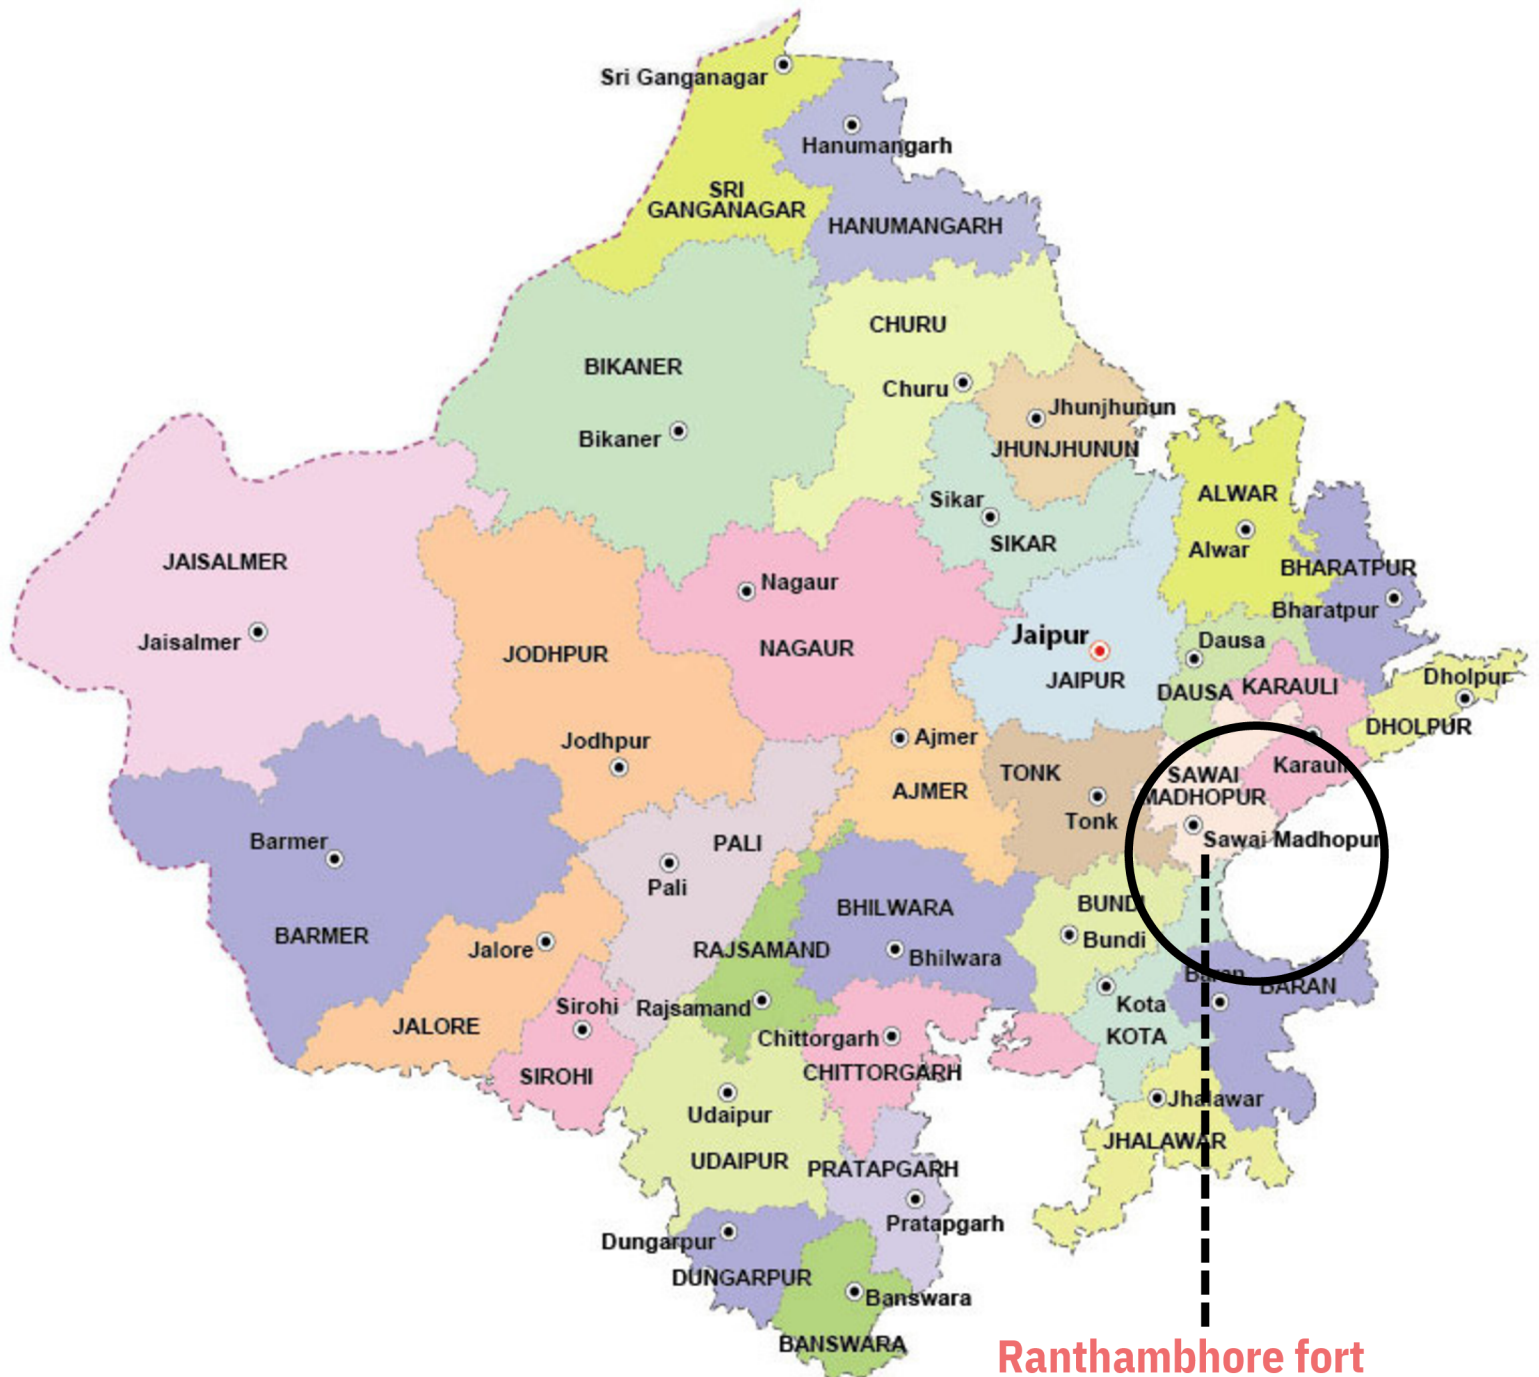 Sri Ganganagar
Hanumangarh
SRI
GANGANAGAR
HANUMANGARH
CHURU
BIKANER
Churu
Jhunjhunun
Bikaner
JHUNJHUNUN
ALWAR
Sikar
SIKAR
Alwar
JAISALMER
BHARATPUR
Nagaur
Bharatpur
Jaisalmer
Jaipur
Dausa
JODHPUR
NAGAUR
JAIPUR
DAUSA
KARAULI
Dholpur
DHOLPUR
Jodhpur
Ajmer
TONK
SAWAI
MADHOPUR
Karauli
AJMER
Tonk
Barmer
PALI
Sawai Madhopur
Pali
BHILWARA
BUNDI
BARMER
Jalore
RAJSAMAND
Bhilwara
Bundi
Baran
BARAN
Sirohi
Rajsamand
Kota
JALORE
Chittorgarh
KOTA
SIROHI
CHITTORGARH
Udaipur
Jhalawar
JHALAWAR
UDAIPUR
PRATAPGARH
Pratapgarh
Dungarpur
DUNGARPUR
Banswara
BANSWARA
Ranthambhore fort